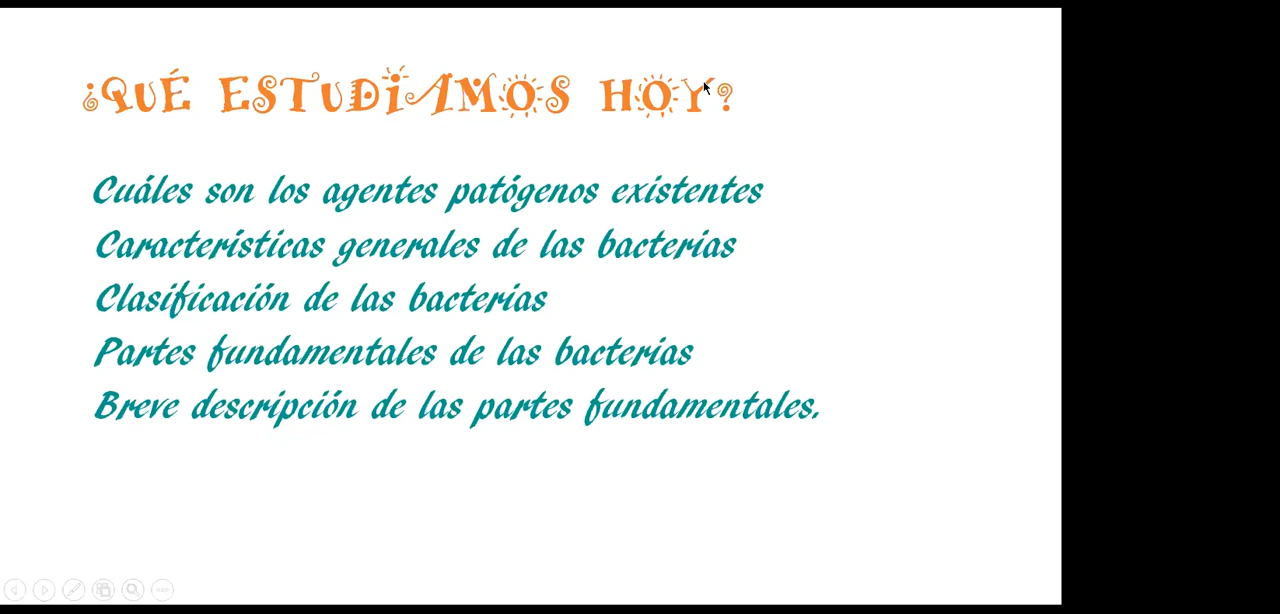 ¿QUÉ ESTUDIAMOS HOY?
Cuáles son los agentes patógenos existentes
Características generales de las bacterias
Clasificación de las bacterias
Partes fundamentales de las bacterias
Breve descripción de las partes fundamentales.